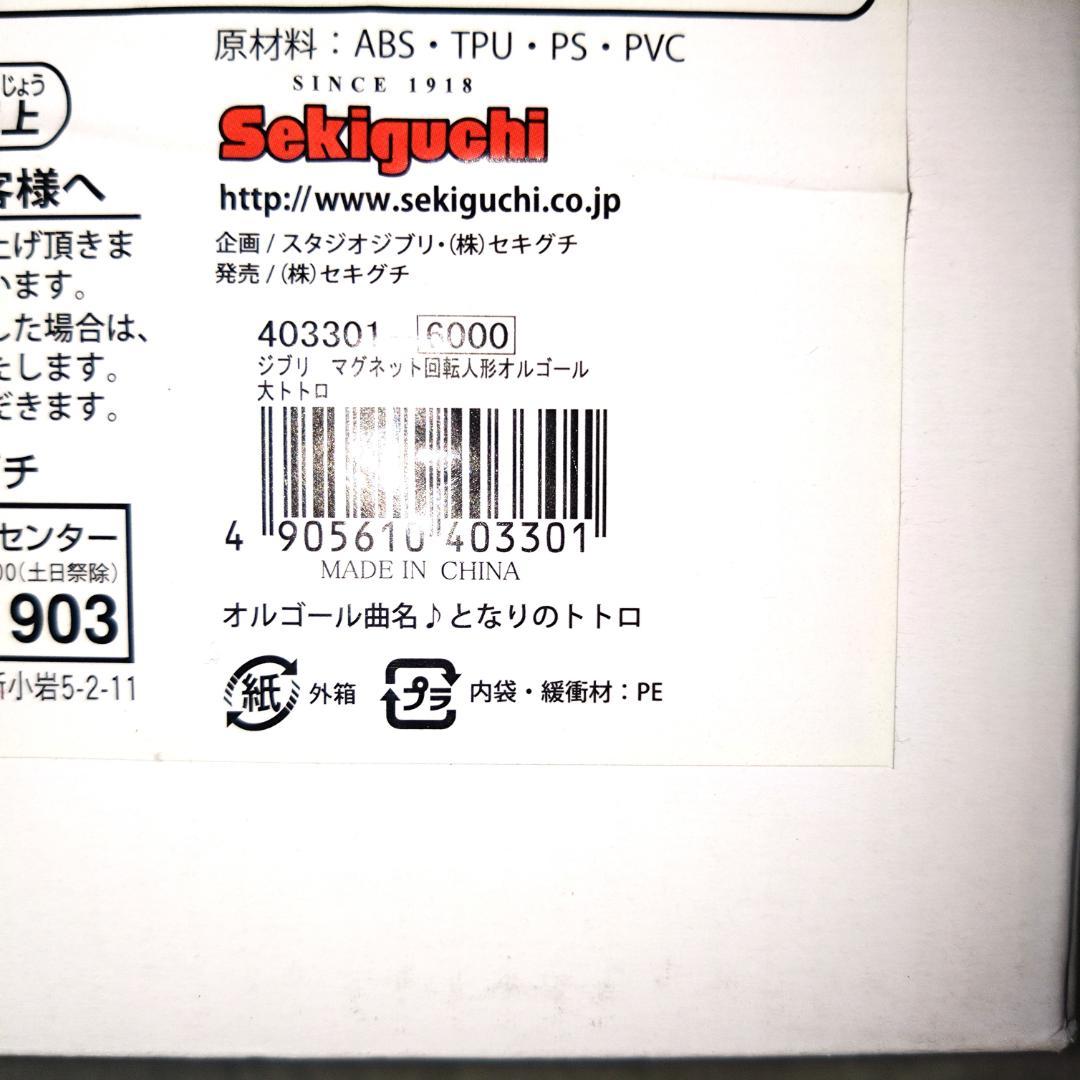 原材料：ABS・TPU・PS・PVC
SINCE 1918
Sekiguchi
http://www.sekiguchi.co.jp
企画 / スタジオジブリ・(株)セキグチ
発売 / (株)セキグチ
403301 6000
ジブリ マグネット回転人形オルゴール
大トトロ
4 905610 403301
MADE IN CHINA
オルゴール曲名♪となりのトトロ
紙 外箱 プラ 内袋・緩衝材：PE
じょう
上
客様へ
上げ頂きま
います。
した場合は、
たします。
だきます。
グチ
センター
00(土日祭除)
903
新小岩5-2-11